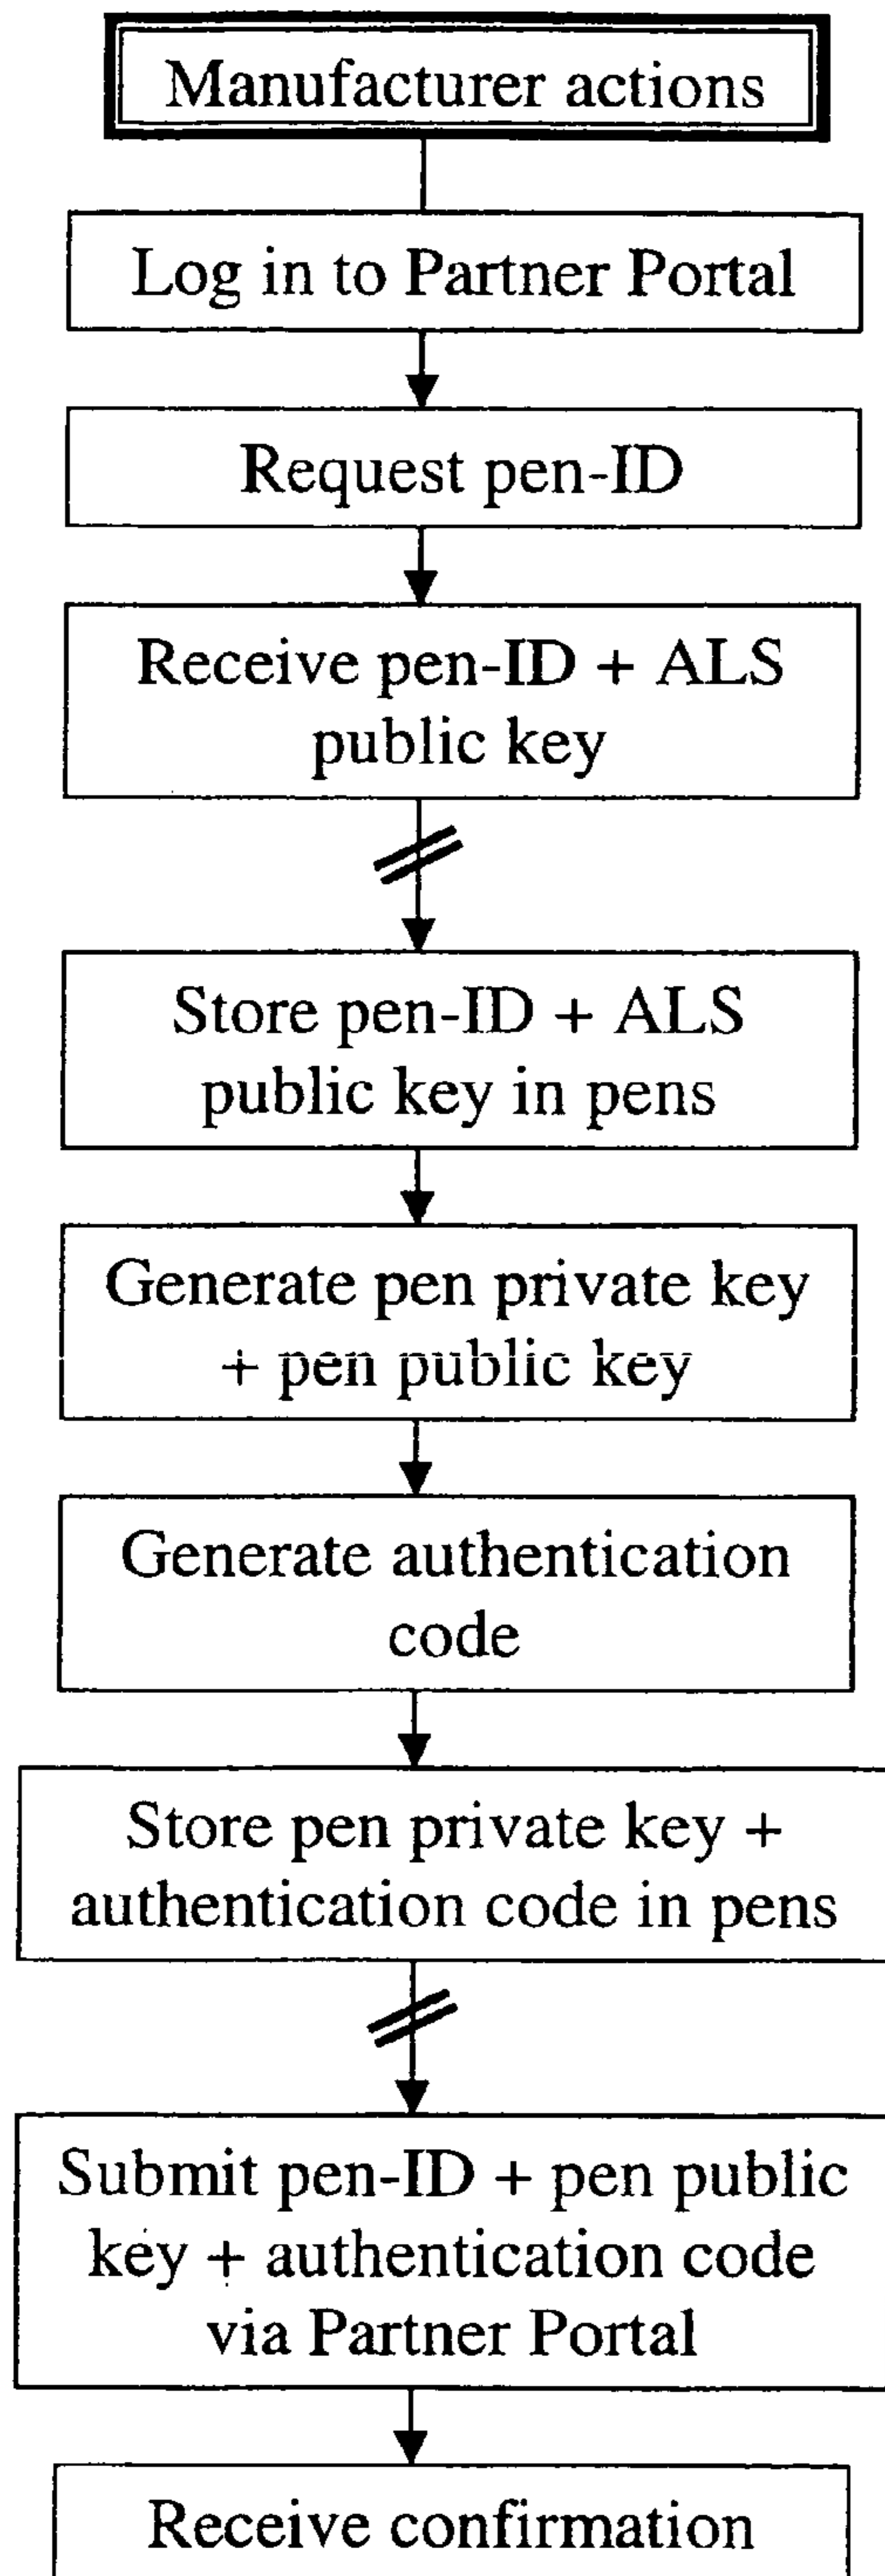 Manufacturer actions
Log in to Partner Portal
Request pen-ID
Receive pen-ID + ALS
public key
Store pen-ID + ALS
public key in pens
Generate pen private key
+ pen public key
Generate authentication
code
Store pen private key +
authentication code in pens
Submit pen-ID + pen public
key + authentication code
via Partner Portal
Receive confirmation